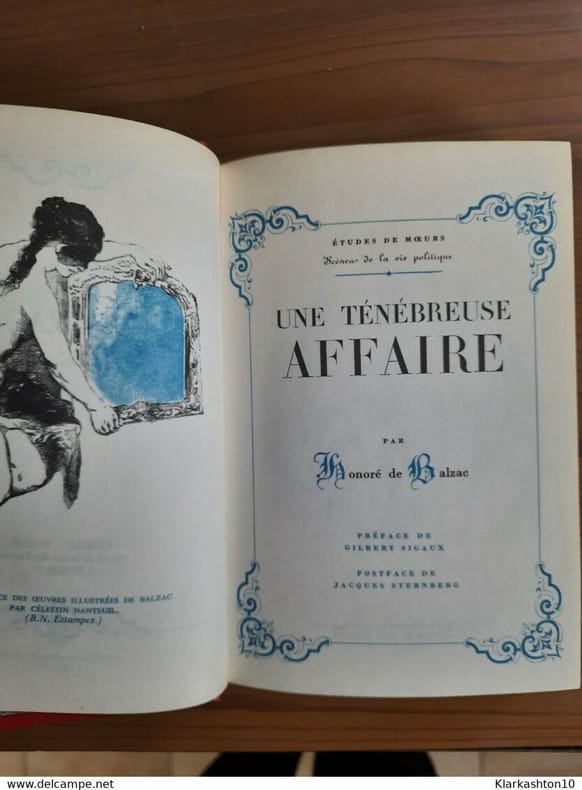 CE DES ŒUVRES ILLUSTRÉES DE BALZAC
PAR CÉLESTIN NANTEUIL.
(B.N. Estampes.)
ÉTUDES DE MŒURS
Scènes de la vie politique
UNE TÉNÉBREUSE
AFFAIRE
PAR
Honoré de Balzac
PRÉFACE DE
GILBERT SIGAUX
POSTFACE DE
JACQUES STERNBERG
www.delcampe.net
Klarkashton10